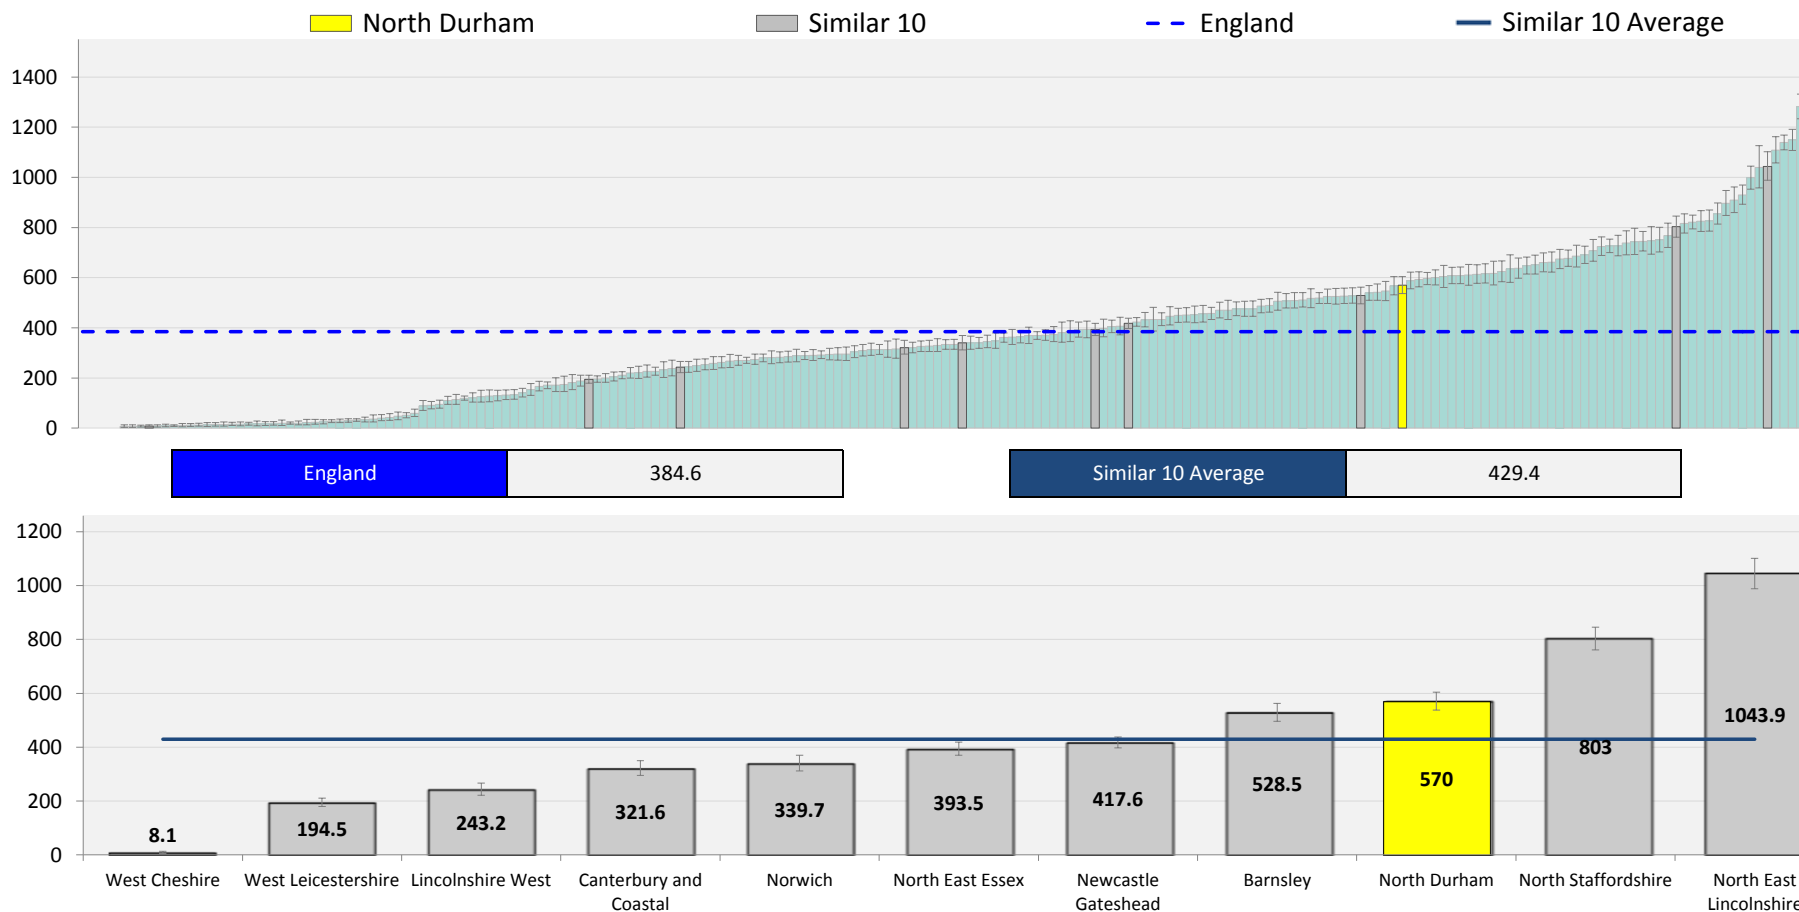 North Durham
Similar 10
England
Similar 10 Average
1400
1200
1000
800
600
400
200
0
England
384.6
Similar 10 Average
429.4
1200
1000
800
600
400
200
0
8.1
194.5
243.2
321.6
339.7
393.5
417.6
528.5
570
803
1043.9
West Cheshire
West Leicestershire
Lincolnshire West
Canterbury and
Coastal
Norwich
North East Essex
Newcastle
Gateshead
Barnsley
North Durham
North Staffordshire
North East
Lincolnshire